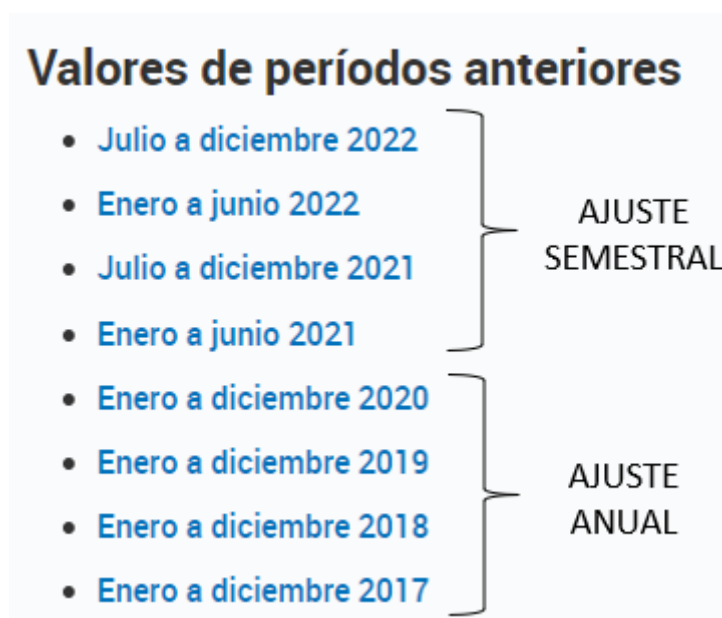 Valores de períodos anteriores
Julio a diciembre 2022
Enero a junio 2022
Julio a diciembre 2021
Enero a junio 2021
AJUSTE
SEMESTRAL
Enero a diciembre 2020
Enero a diciembre 2019
Enero a diciembre 2018
Enero a diciembre 2017
AJUSTE
ANUAL